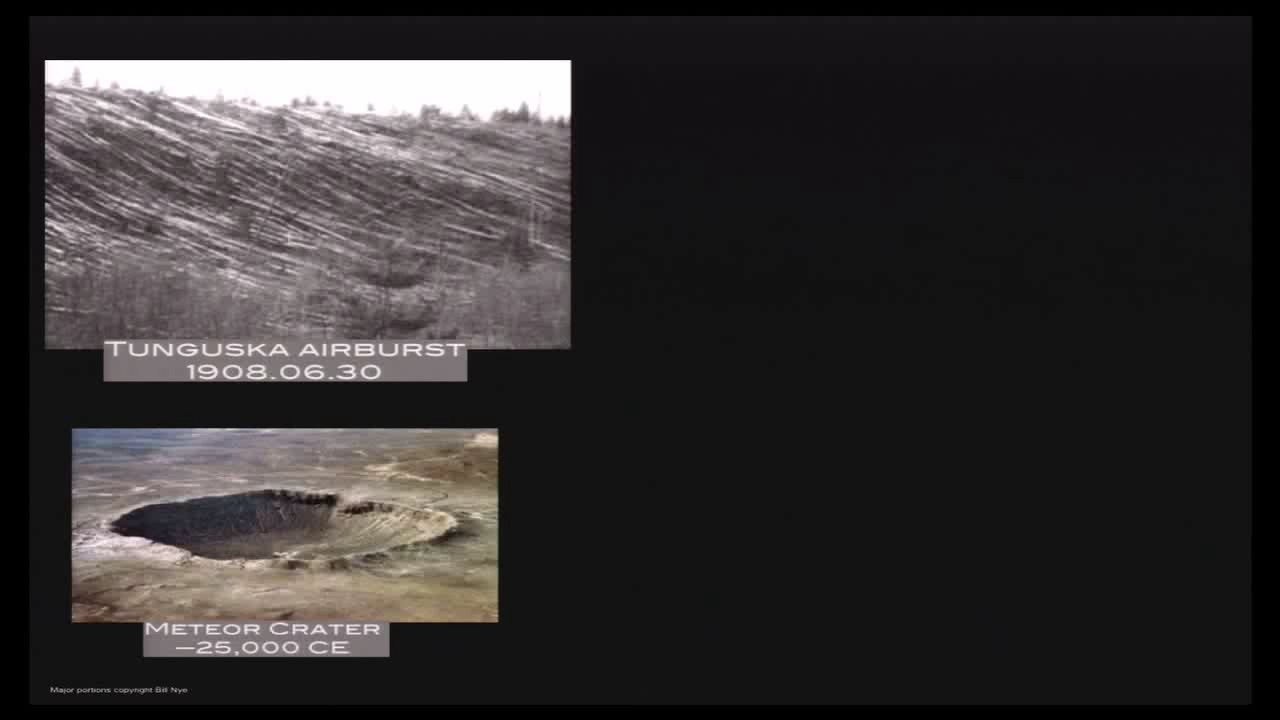 TUNGUSKA AIRBURST
1908.06.30
METEOR CRATER
—25,000 CE
Major portions copyright Bill Nye